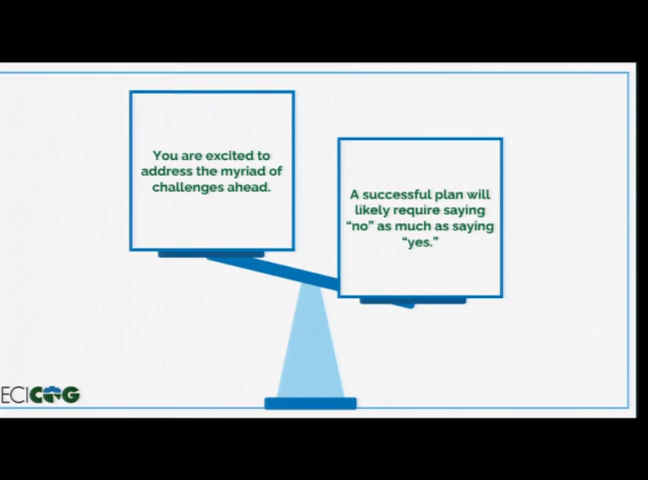 You are excited to
address the myriad of
challenges ahead.
A successful plan will
likely require saying
“no” as much as saying
“yes.”
ECICOG